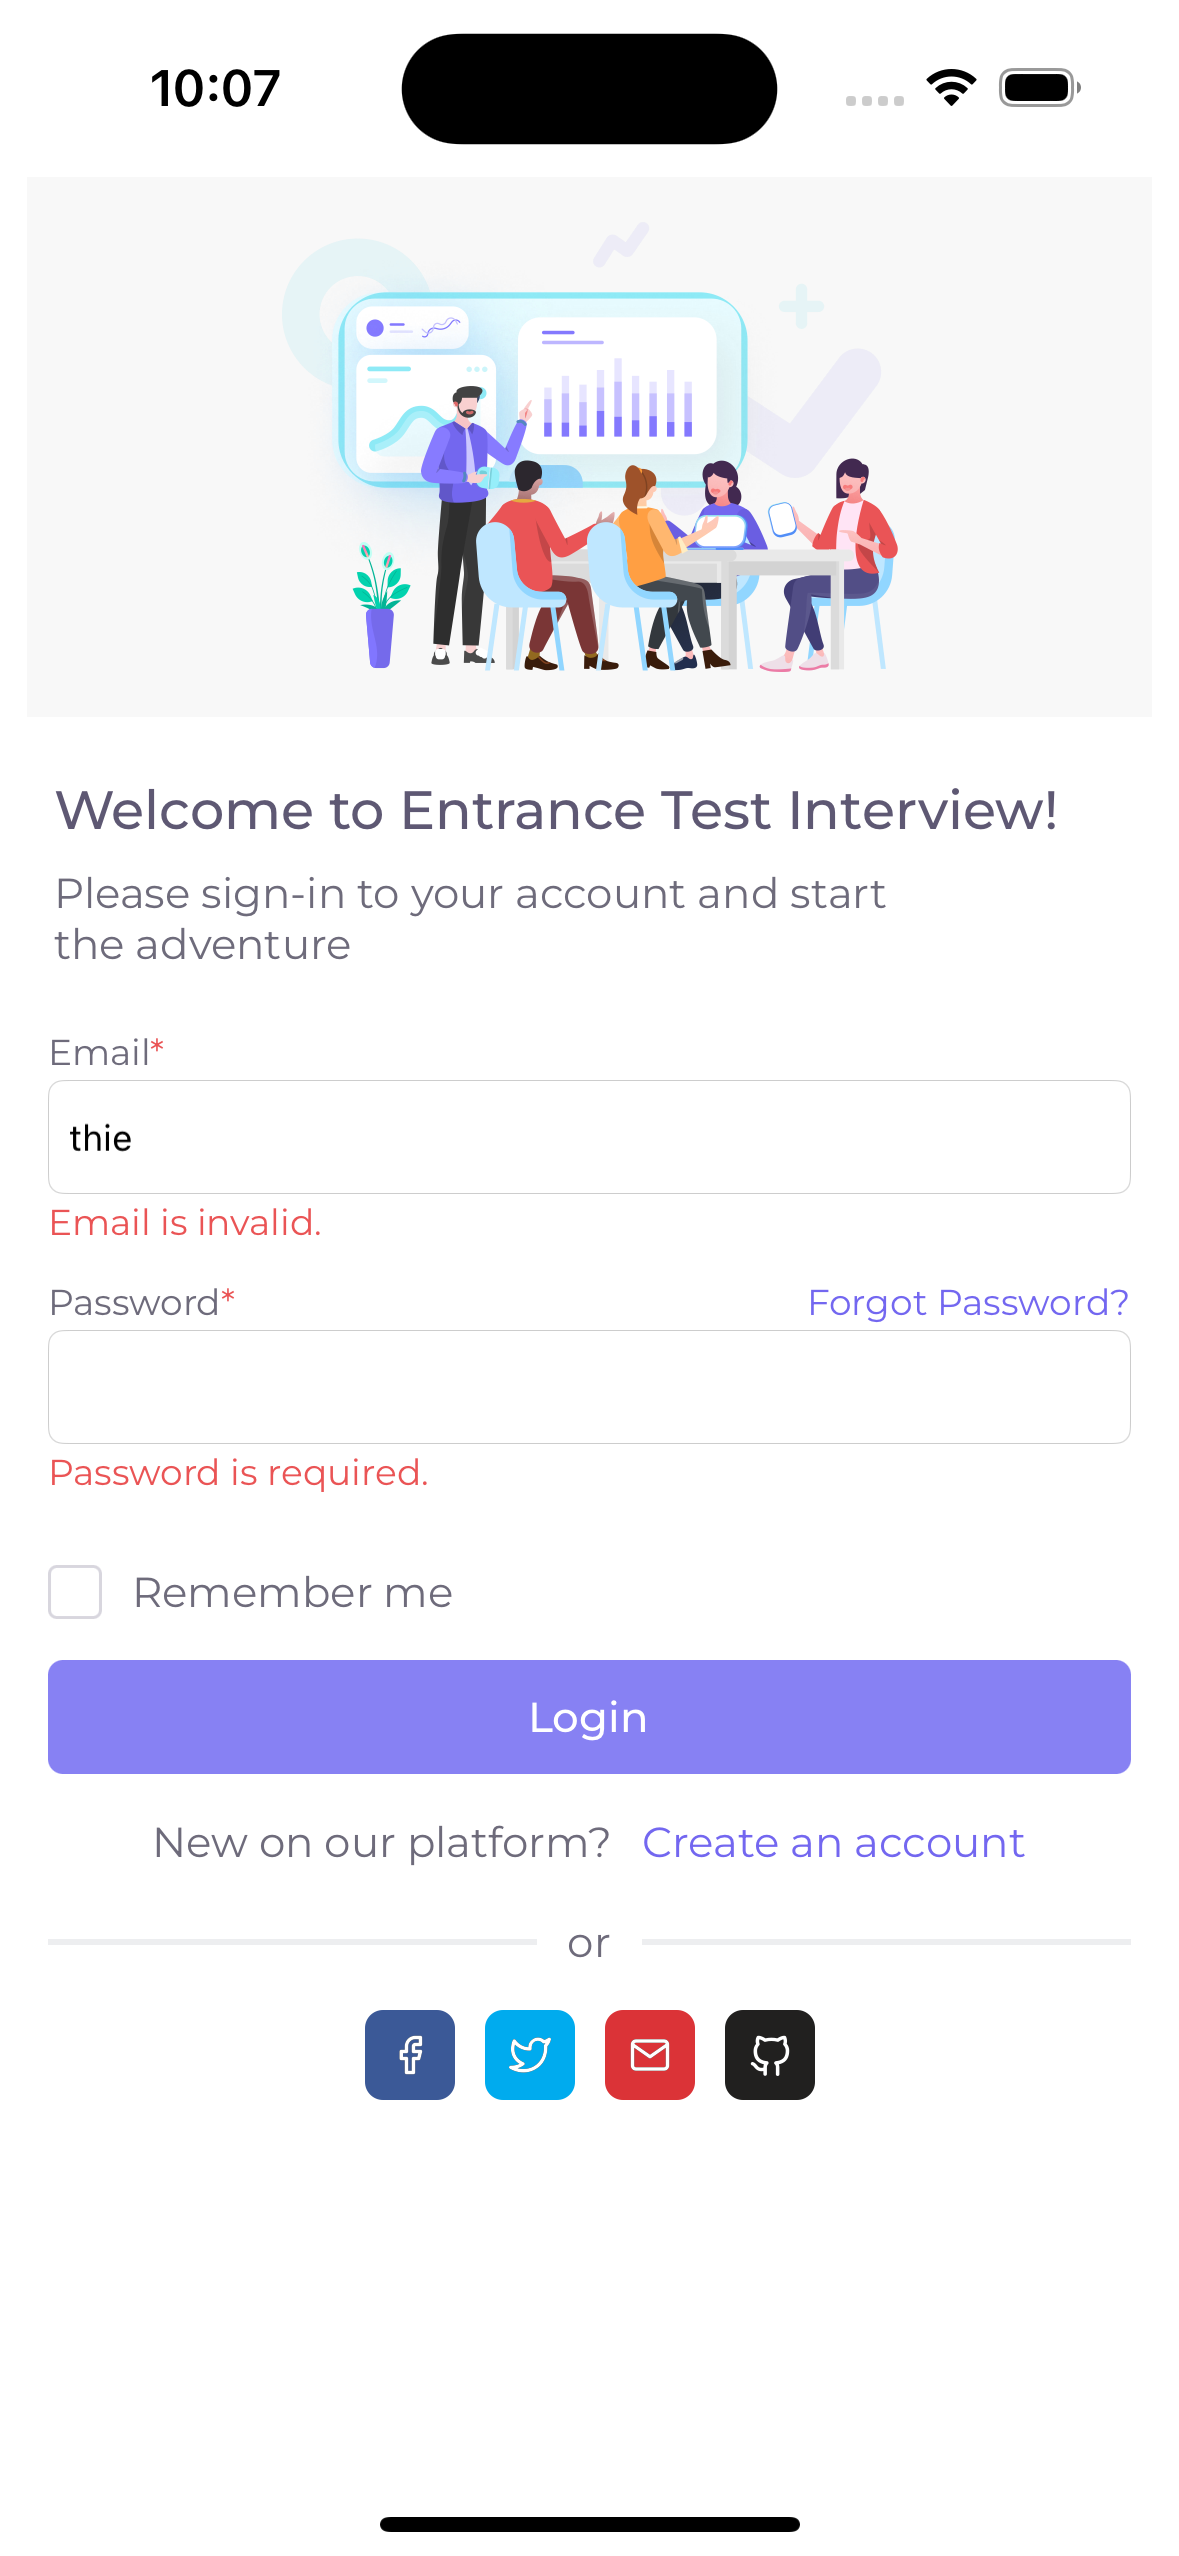 10:07
Welcome to Entrance Test Interview!
Please sign-in to your account and start
the adventure
Email*
thie
Email is invalid.
Password* Forgot Password?
Password is required.
Remember me
Login
New on our platform? Create an account
or